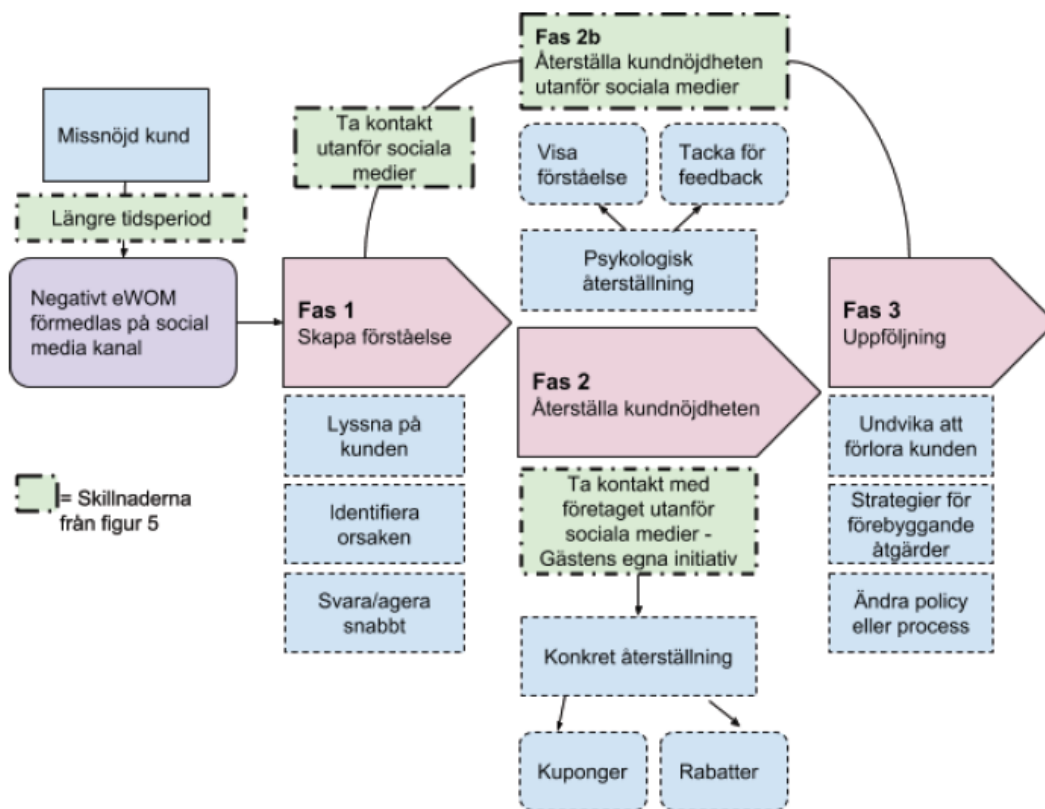 Missnöjd kund
Längre tidsperiod
Negativt eWOM
förmedlas på social
media kanal
Ta kontakt
utanför sociala
medier
Fas 2b
Återställa kundnöjdheten
utanför sociala medier
Visa
förståelse
Tacka för
feedback
Psykologisk
återställning
Fas 1
Skapa förståelse
Lyssna på
kunden
Identifiera
orsaken
Svara/agera
snabbt
Fas 2
Återställa kundnöjdheten
Ta kontakt med
företaget utanför
sociala medier -
Gästens egna initiativ
Konkret återställning
Kuponger
Rabatter
Fas 3
Uppföljning
Undvika att
förlora kunden
Strategier för
förebyggande
åtgärder
Ändra policy
eller process
= Skillnaderna
från figur 5